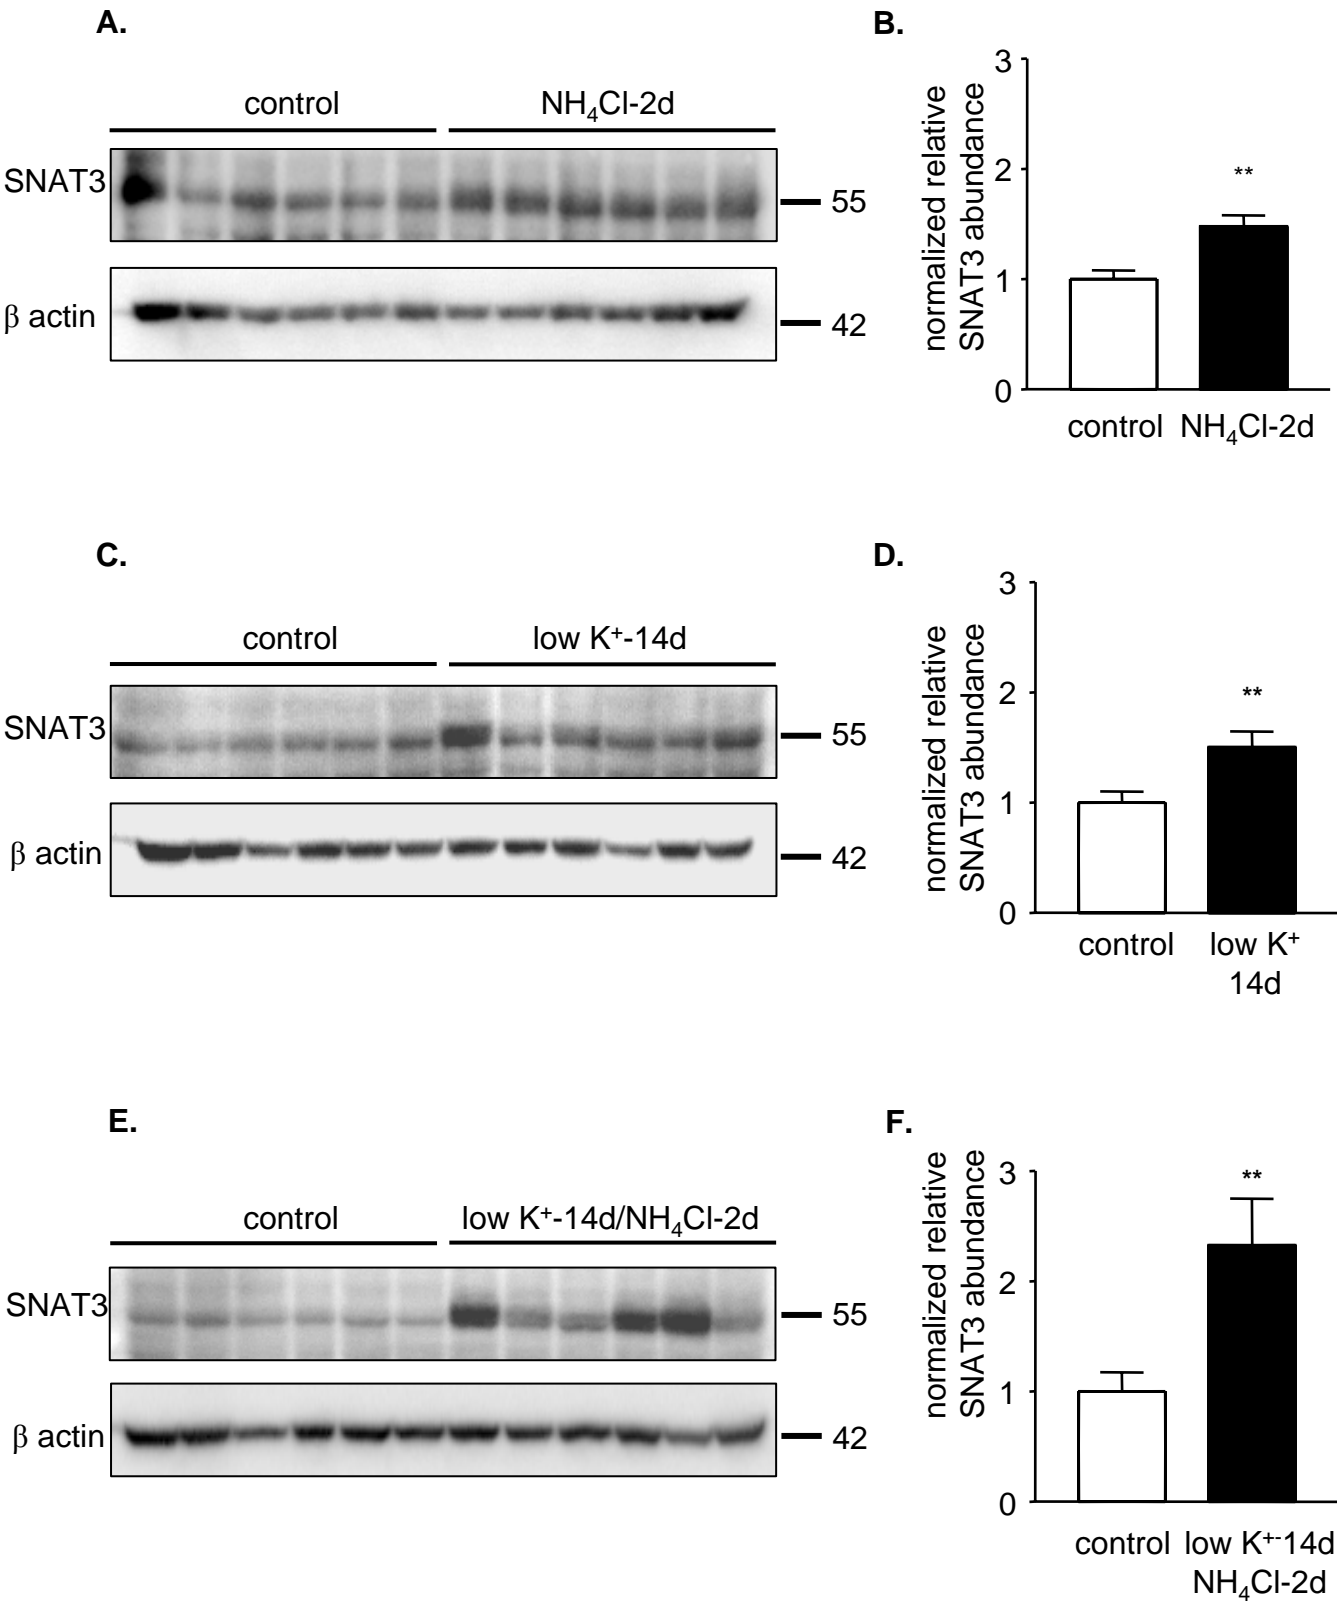 A.
control
NH₄Cl-2d
SNAT3
55
β actin
42
B.
normalized relative
SNAT3 abundance
3
2
1
0
**
control
NH₄Cl-2d
C.
control
low K⁺-14d
SNAT3
55
β actin
42
D.
normalized relative
SNAT3 abundance
3
2
1
0
**
control
low K⁺
14d
E.
control
low K⁺-14d/NH₄Cl-2d
SNAT3
55
β actin
42
F.
normalized relative
SNAT3 abundance
3
2
1
0
**
control
low K⁺⁻14d
NH₄Cl-2d